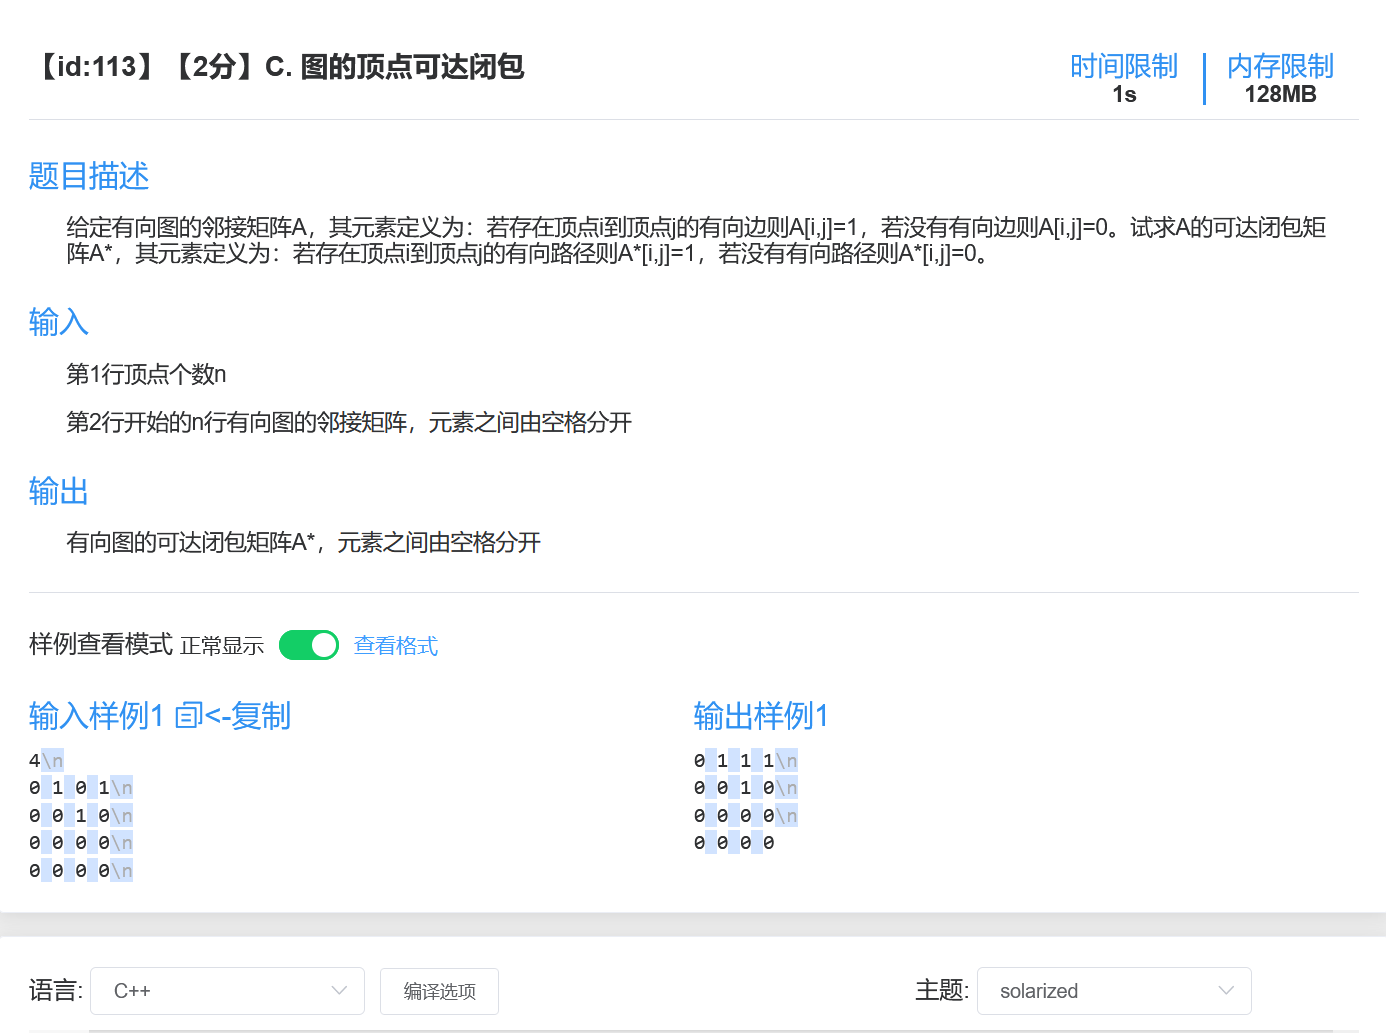 【id:113】【2分】C. 图的顶点可达闭包
时间限制
1s
内存限制
128MB
题目描述
给定有向图的邻接矩阵A，其元素定义为：若存在顶点i到顶点j的有向边则A[i,j]=1，若没有有向边则A[i,j]=0。试求A的可达闭包矩
阵A*，其元素定义为：若存在顶点i到顶点j的有向路径则A*[i,j]=1，若没有有向路径则A*[i,j]=0。
输入
第1行顶点个数n
第2行开始的n行有向图的邻接矩阵，元素之间由空格分开
输出
有向图的可达闭包矩阵A*，元素之间由空格分开
样例查看模式 正常显示 查看格式
输入样例1 <-复制
4\n
0 1 0 1\n
0 0 1 0\n
0 0 0 0\n
0 0 0 0\n
输出样例1
0 1 1 1\n
0 0 1 0\n
0 0 0 0\n
0 0 0 0
语言: C++ 编译选项 主题: solarized